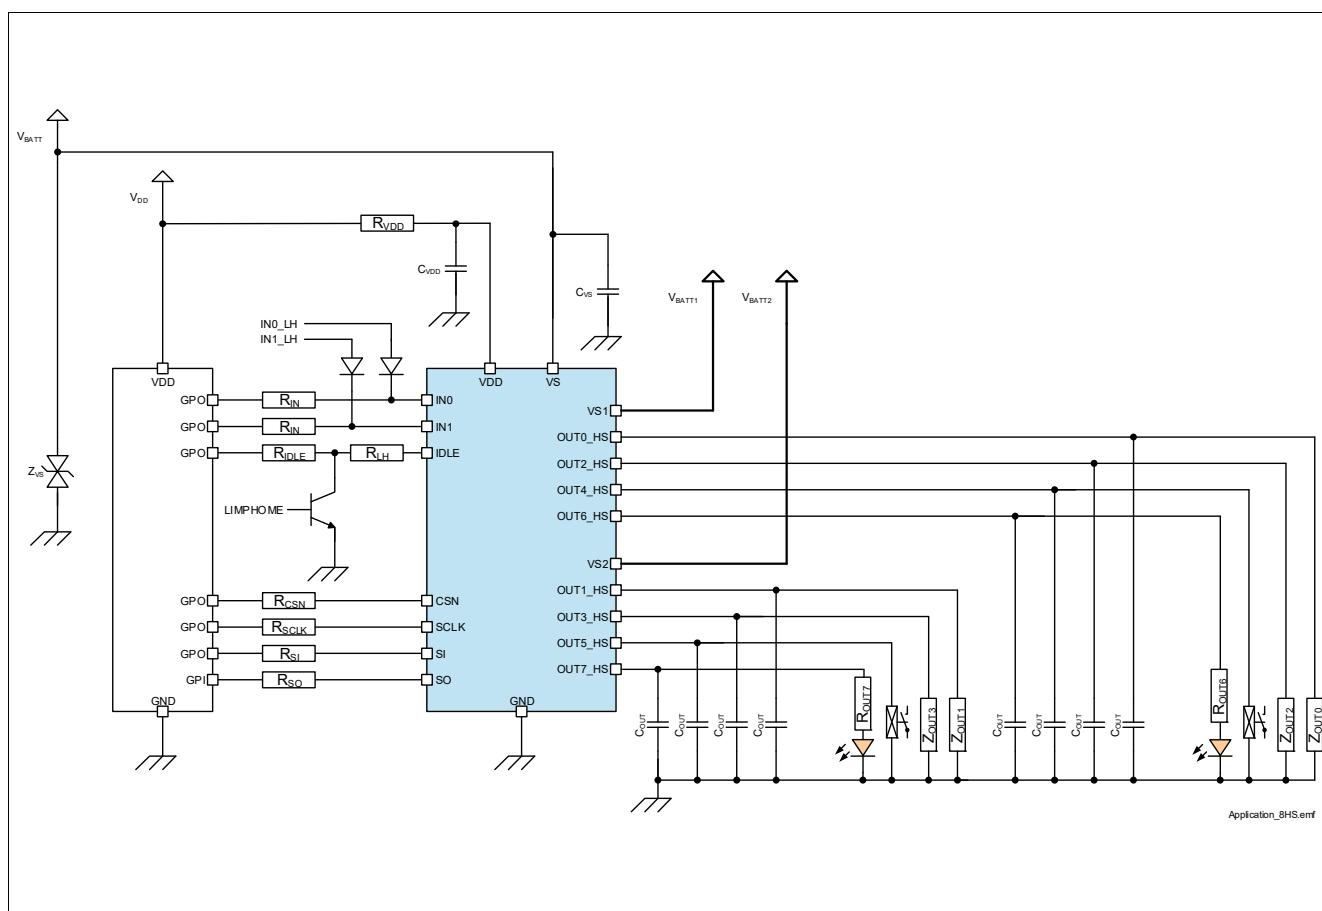 VBATT
VDD
RVDD
CVDD
CVS
VBATT1
VBATT2
IN0_LH
IN1_LH
VDD
VDD
VS
GPO
RIN
IN0
VS1
GPO
RIN
IN1
OUT0_HS
GPO
RIDLE
RLH
IDLE
OUT2_HS
ZVS
OUT4_HS
LIMPHOME
OUT6_HS
VS2
OUT1_HS
GPO
RCSN
CSN
OUT3_HS
GPO
RSCLK
SCLK
OUT5_HS
GPO
RSI
SI
OUT7_HS
GPI
RSO
SO
GND
GND
COUT
COUT
COUT
COUT
ROUT7
ZOUT3
ZOUT1
COUT
COUT
COUT
COUT
ROUT6
ZOUT2
ZOUT0
Application_8HS.emf